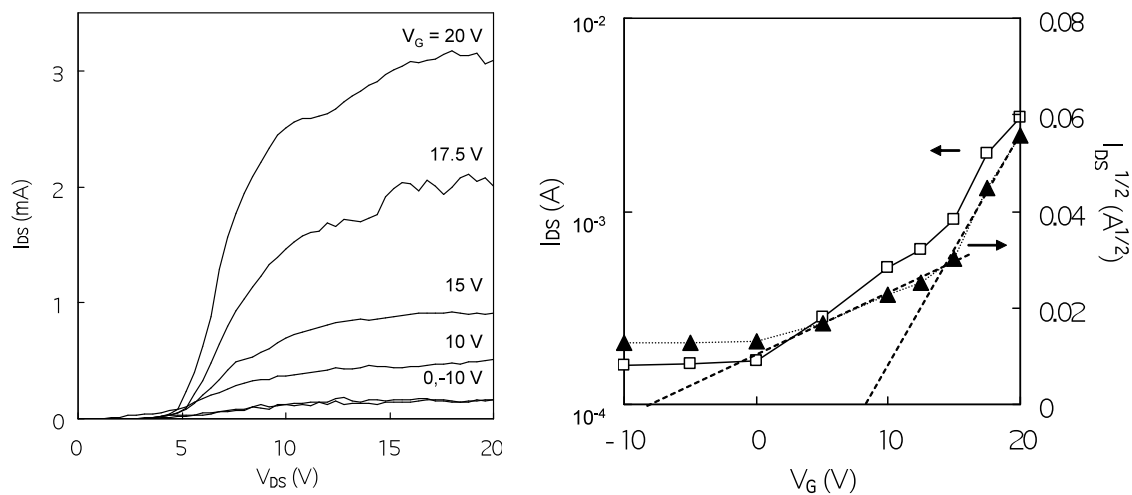 V_G = 20 V
17.5 V
15 V
10 V
0,-10 V
3
2
1
0
0 5 10 15 20
I_DS (mA)
V_DS (V)
10^-2
10^-3
10^-4
I_DS (A)
0.08
0.06
0.04
0.02
0
I_DS^1/2 (A^1/2)
-10 0 10 20
V_G (V)